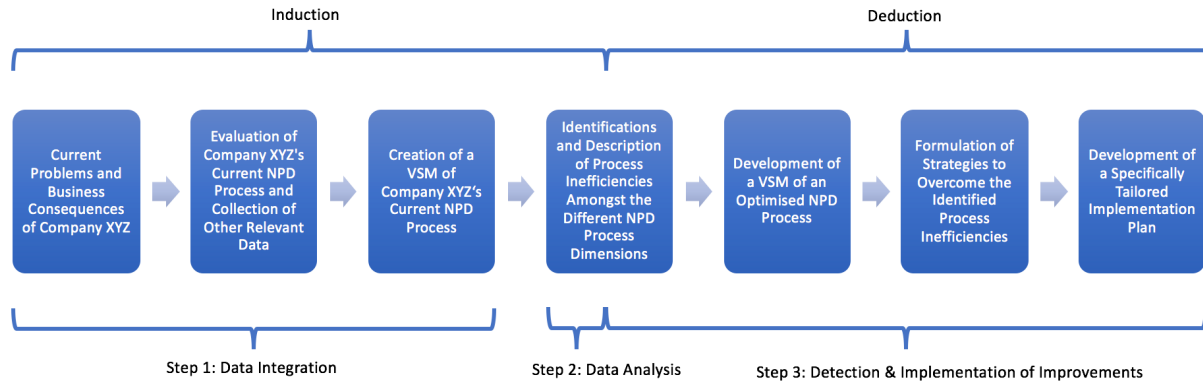 Induction
Deduction
Current
Problems and
Business
Consequences
of Company XYZ
Evaluation of
Company XYZ's
Current NPD
Process and
Collection of
Other Relevant
Data
Creation of a
VSM of
Company XYZ's
Current NPD
Process
Identifications
and Description
of Process
Inefficiencies
Amongst the
Different NPD
Process
Dimensions
Development of
a VSM of an
Optimised NPD
Process
Formulation of
Strategies to
Overcome the
Identified
Process
Inefficiencies
Development of
a Specifically
Tailored
Implementation
Plan
Step 1: Data Integration
Step 2: Data Analysis
Step 3: Detection & Implementation of Improvements